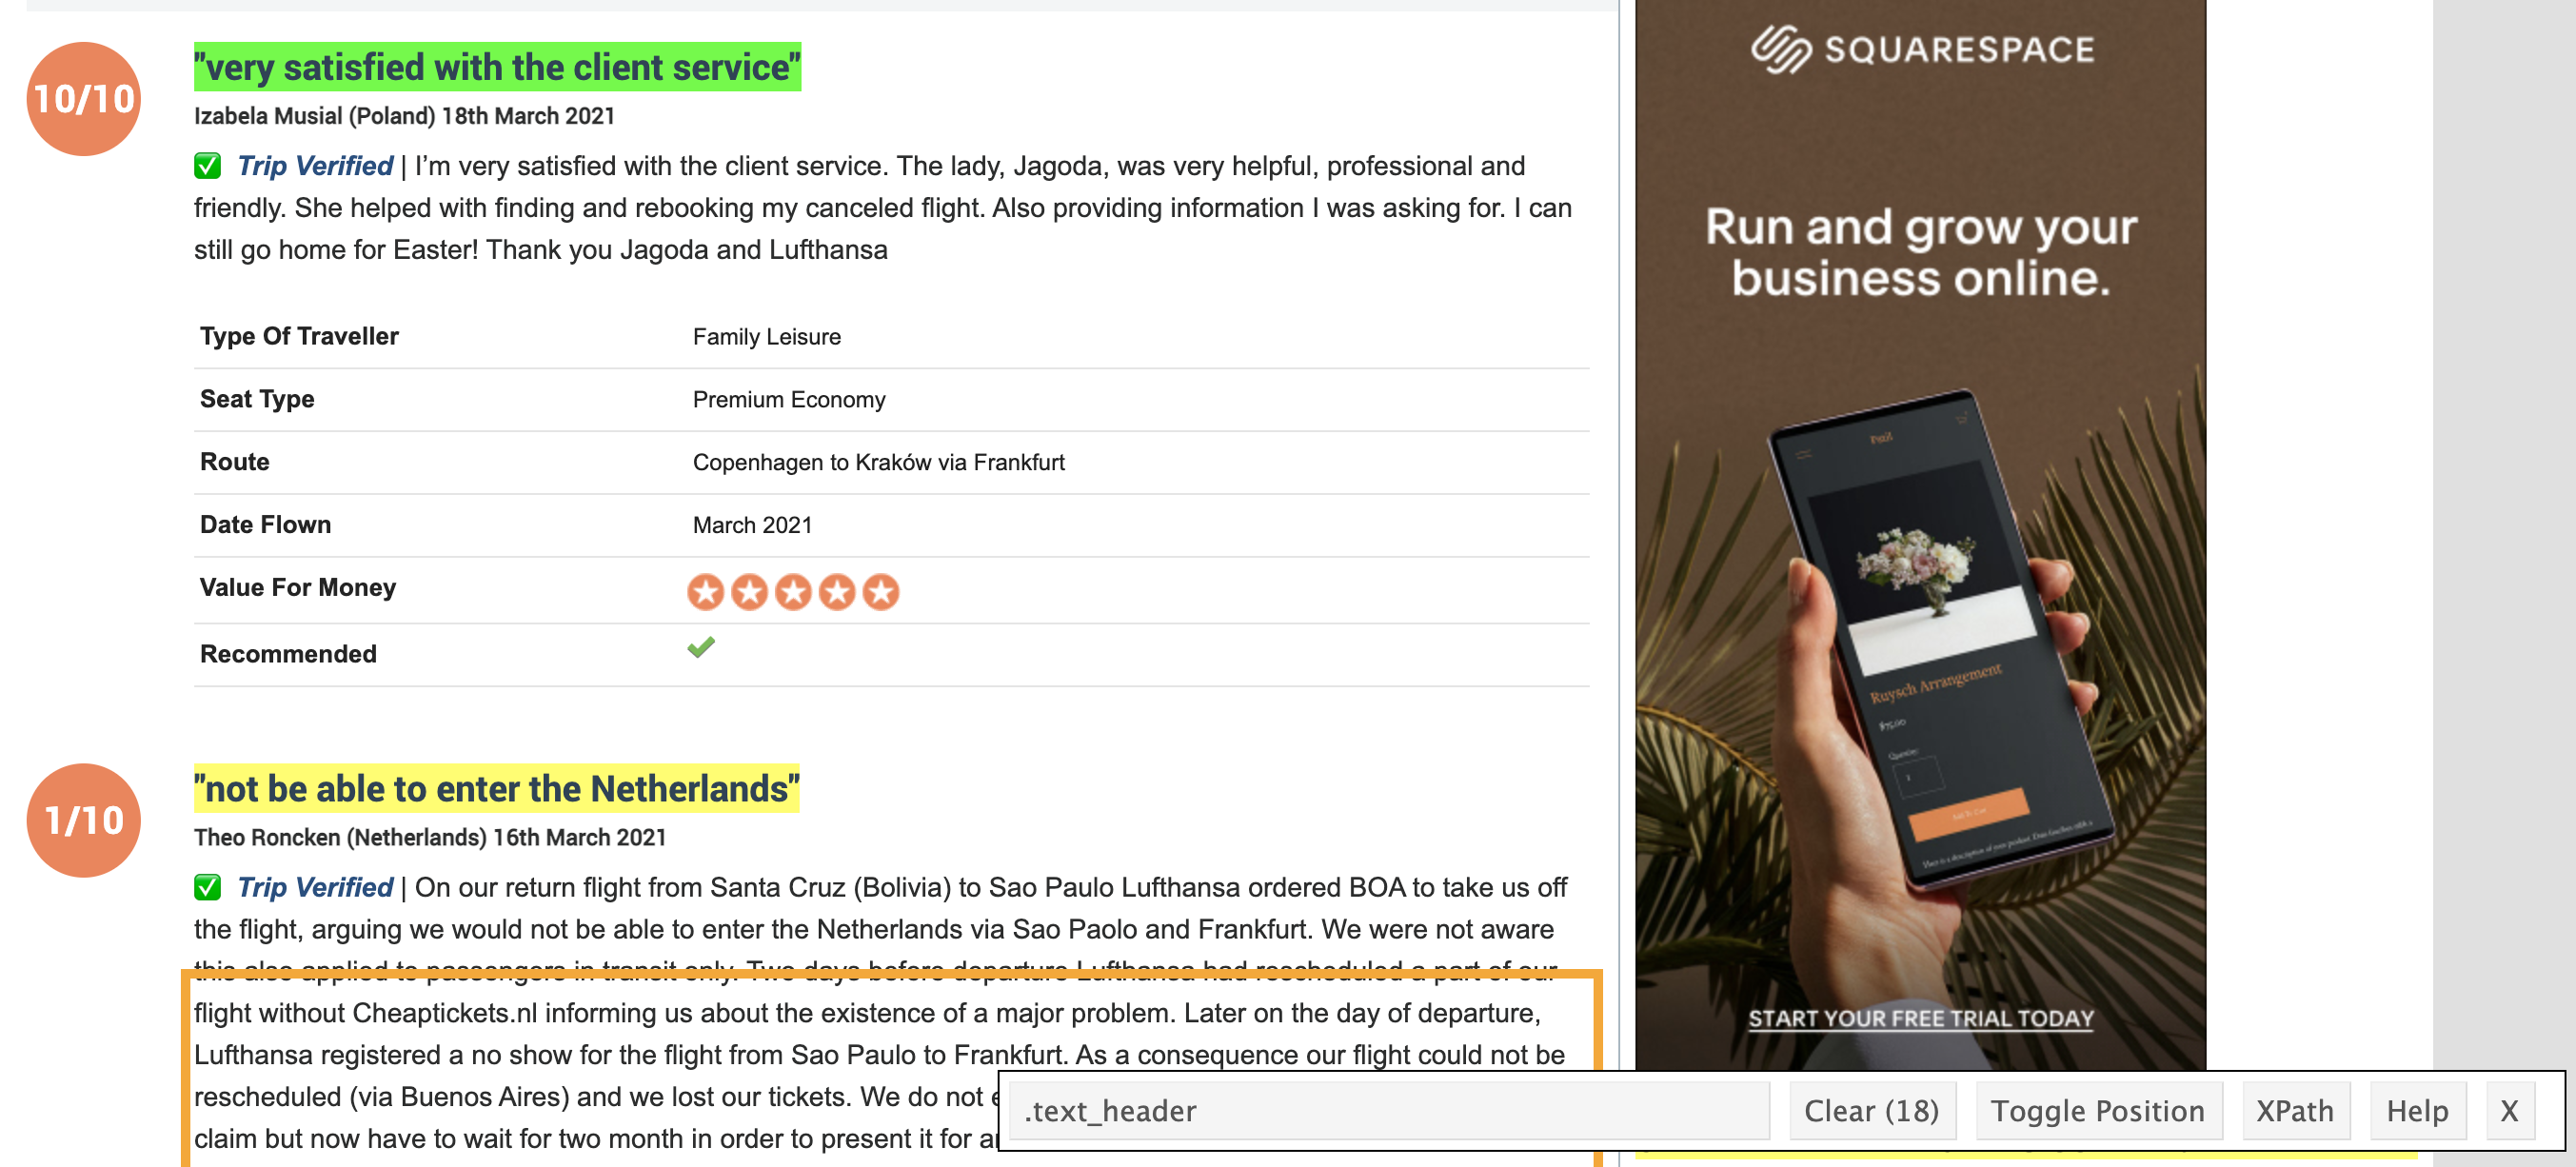 10/10
"very satisfied with the client service"
Izabela Musial (Poland) 18th March 2021
✅ Trip Verified | I'm very satisfied with the client service. The lady, Jagoda, was very helpful, professional and
friendly. She helped with finding and rebooking my canceled flight. Also providing information I was asking for. I can
still go home for Easter! Thank you Jagoda and Lufthansa
Type Of Traveller Family Leisure
Seat Type Premium Economy
Route Copenhagen to Kraków via Frankfurt
Date Flown March 2021
Value For Money
Recommended
1/10
"not be able to enter the Netherlands"
Theo Roncken (Netherlands) 16th March 2021
✅ Trip Verified | On our return flight from Santa Cruz (Bolivia) to Sao Paulo Lufthansa ordered BOA to take us off
the flight, arguing we would not be able to enter the Netherlands via Sao Paolo and Frankfurt. We were not aware
this also applied to passengers in transit only. Two days before departure Lufthansa had rescheduled a part of our
flight without Cheaptickets.nl informing us about the existence of a major problem. Later on the day of departure,
Lufthansa registered a no show for the flight from Sao Paulo to Frankfurt. As a consequence our flight could not be
rescheduled (via Buenos Aires) and we lost our tickets. We do not
claim but now have to wait for two month in order to present it for
SQUARESPACE
Run and grow your
business online.
Ruysch Arrangement
$75.00
Quantity
1
Add To Cart
START YOUR FREE TRIAL TODAY
.text_header
Clear (18)
Toggle Position
XPath
Help
X